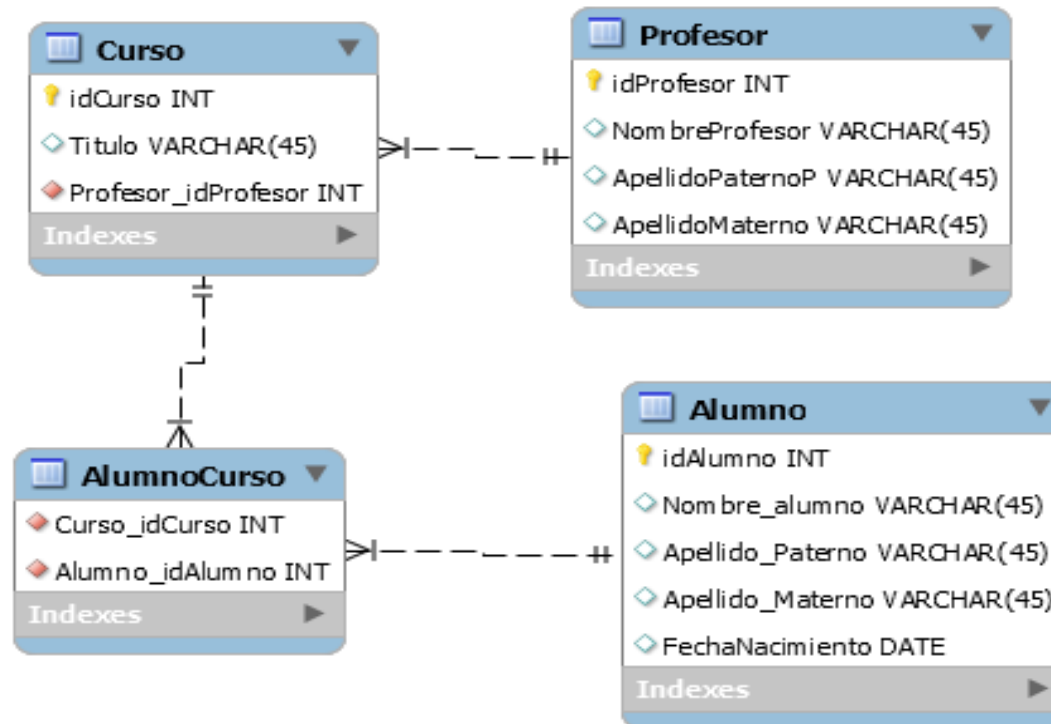 Curso
idCurso INT
Titulo VARCHAR(45)
Profesor_idProfesor INT
Indexes
Profesor
idProfesor INT
NombreProfesor VARCHAR(45)
ApellidoPaternoP VARCHAR(45)
ApellidoMaterno VARCHAR(45)
Indexes
AlumnoCurso
Curso_idCurso INT
Alumno_idAlumno INT
Indexes
Alumno
idAlumno INT
Nombre_alumno VARCHAR(45)
Apellido_Paterno VARCHAR(45)
Apellido_Materno VARCHAR(45)
FechaNacimiento DATE
Indexes